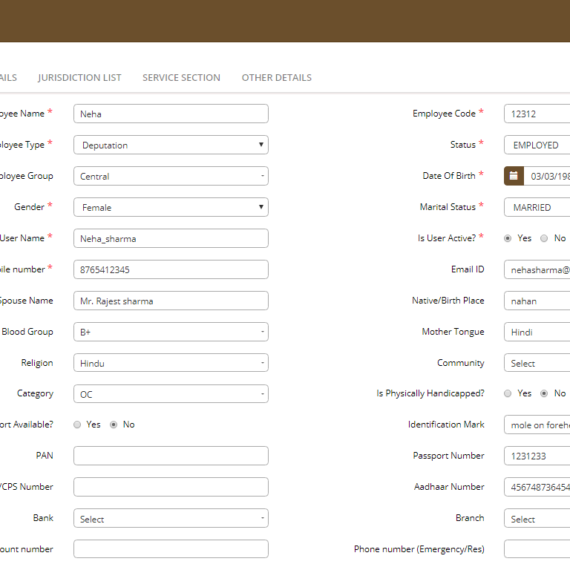 AILS JURISDICTION LIST SERVICE SECTION OTHER DETAILS
oyee Name * Neha Employee Code * 12312
oloyee Type * Deputation Status * EMPLOYED
oloyee Group Central Date Of Birth * 03/03/198
Gender * Female Marital Status * MARRIED
User Name * Neha_sharma Is User Active? * Yes No
ile number * 8765412345 Email ID nehasharma@
Spouse Name Mr. Rajest sharma Native/Birth Place nahan
Blood Group B+ Mother Tongue Hindi
Religion Hindu Community Select
Category OC Is Physically Handicapped? Yes No
ort Available? Yes No Identification Mark mole on foreh
PAN Passport Number 1231233
/CPS Number Aadhaar Number 456748736454
Bank Select Branch Select
ount number Phone number (Emergency/Res)